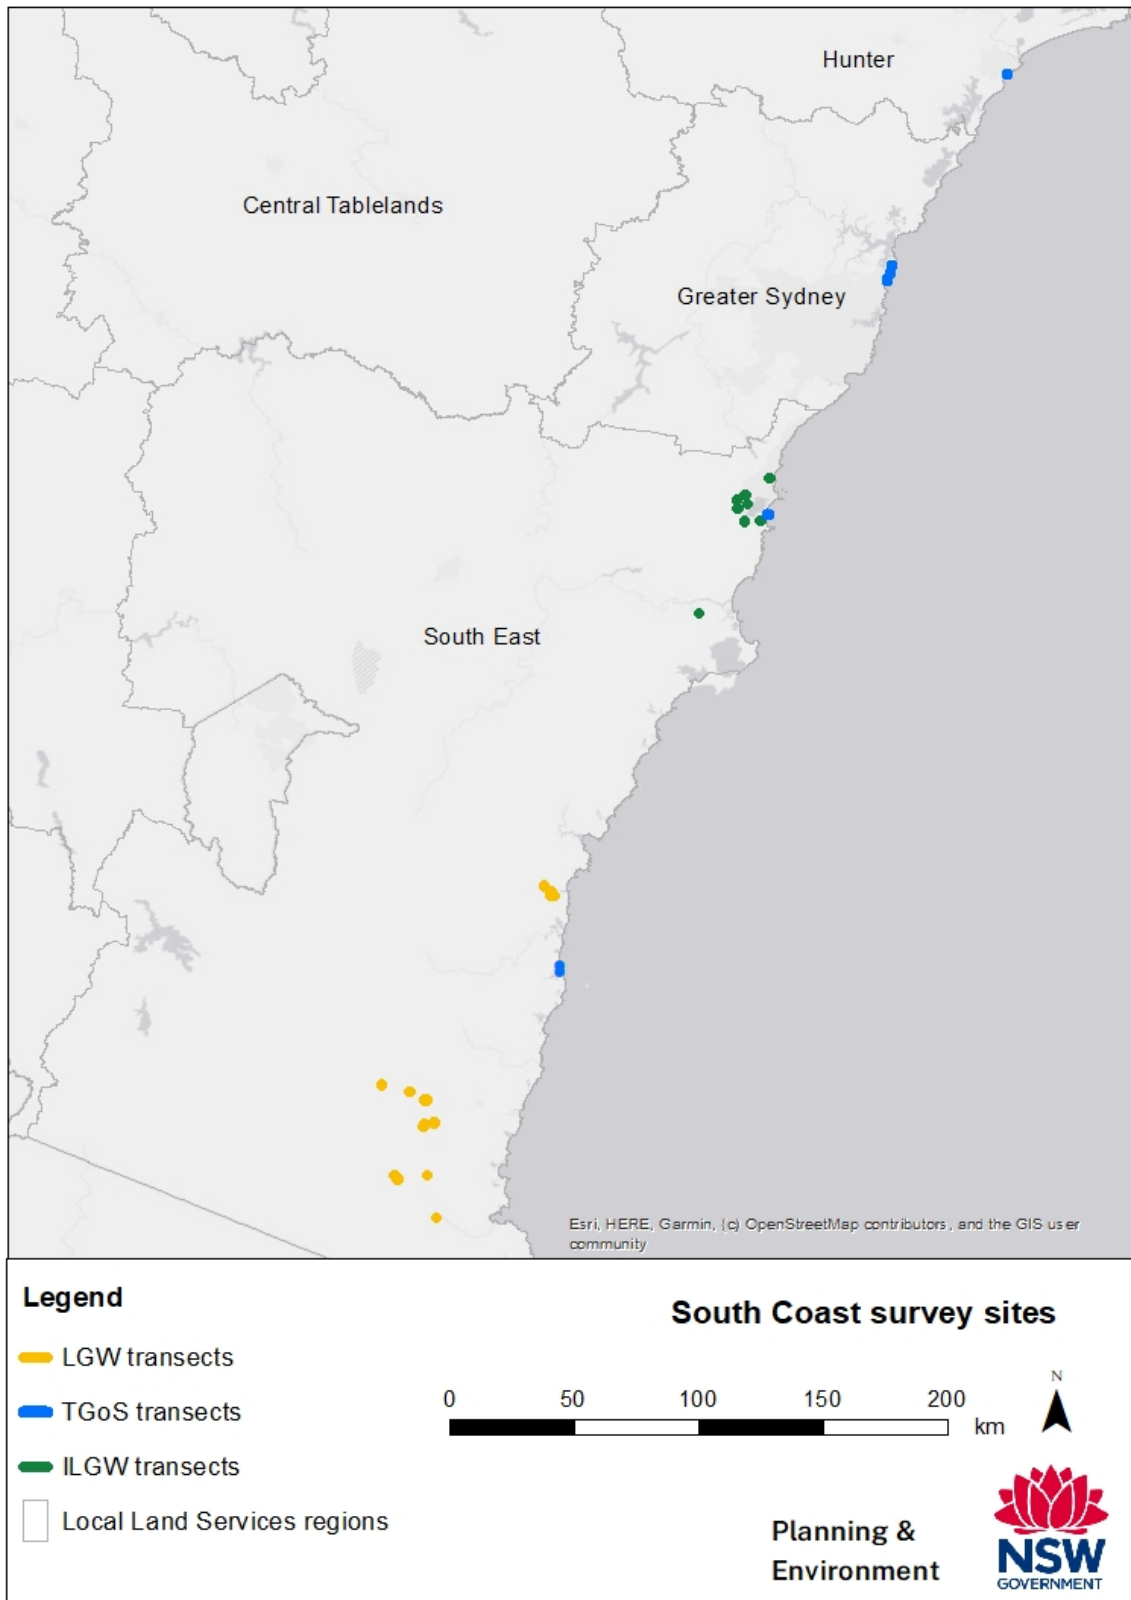 Hunter
Central Tablelands
Greater Sydney
South East
Esri, HERE, Garmin, (c) OpenStreetMap contributors, and the GIS user
community
Legend
LGW transects
TGoS transects
ILGW transects
Local Land Services regions
South Coast survey sites
0 50 100 150 200
km
N
Planning &
Environment
NSW
GOVERNMENT